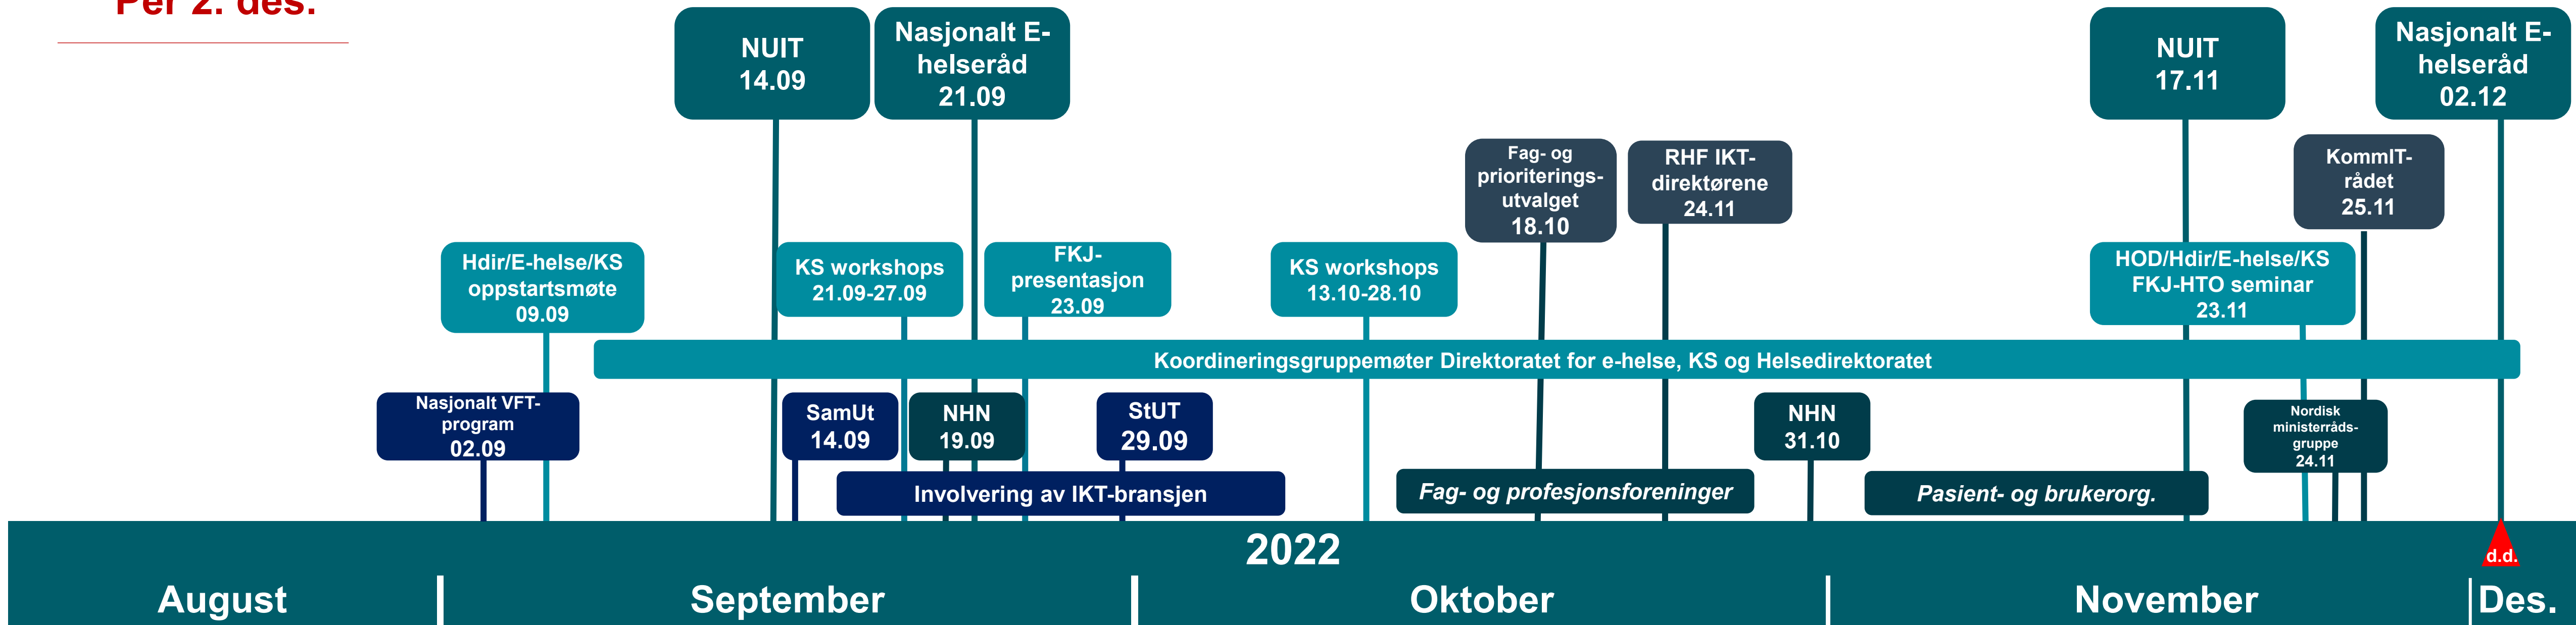 Per 2. des.
NUIT
14.09
Nasjonalt E-
helseråd
21.09
NUIT
17.11
Nasjonalt E-
helseråd
02.12
Fag- og
prioriterings-
utvalget
18.10
RHF IKT-
direktørene
24.11
KommIT-
rådet
25.11
Hdir/E-helse/KS
oppstartsmøte
09.09
KS workshops
21.09-27.09
FKJ-
presentasjon
23.09
KS workshops
13.10-28.10
HOD/Hdir/E-helse/KS
FKJ-HTO seminar
23.11
Koordineringsgruppemøter Direktoratet for e-helse, KS og Helsedirektoratet
Nasjonalt VFT-
program
02.09
SamUt
14.09
NHN
19.09
StUT
29.09
NHN
31.10
Nordisk
ministerråds-
gruppe
24.11
Involvering av IKT-bransjen
Fag- og profesjonsforeninger
Pasient- og brukerorg.
2022
d.d.
August
September
Oktober
November
Des.